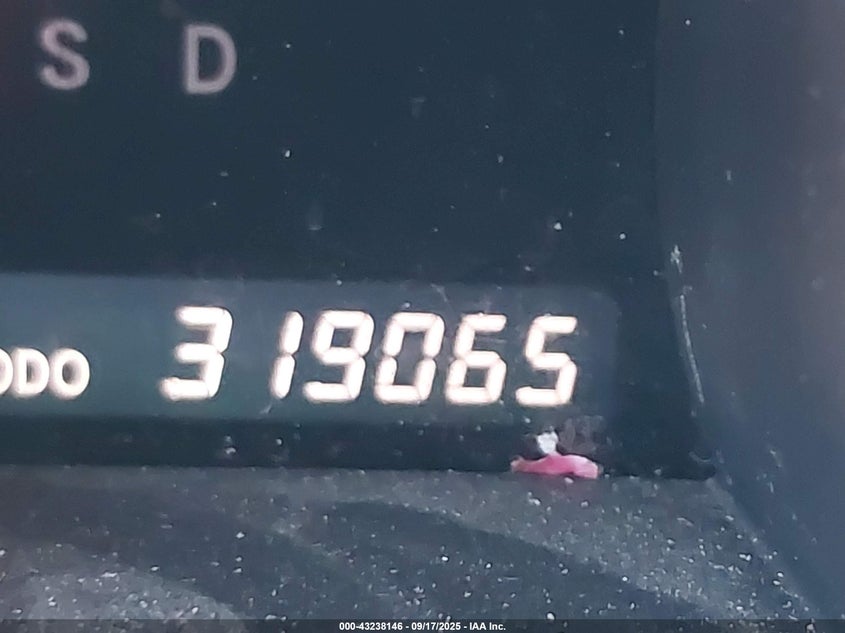 S D
ODO 319065
000-43238146 - 09/17/2025 - IAA Inc.